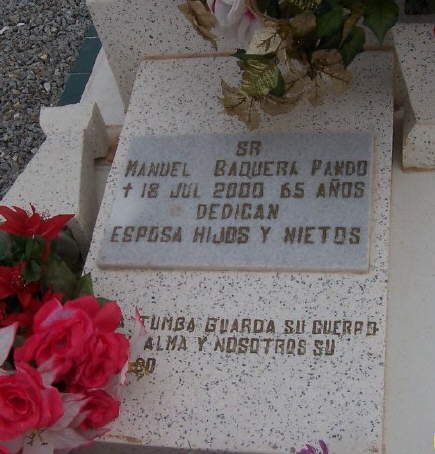 SR
MANUEL BAQUERA PANDO
† 18 JUL 2000 65 AÑOS
DEDICAN
ESPOSA HIJOS Y NIETOS
TUMBA GUARDA SU CUERPO
ALMA Y NOSOTROS SU